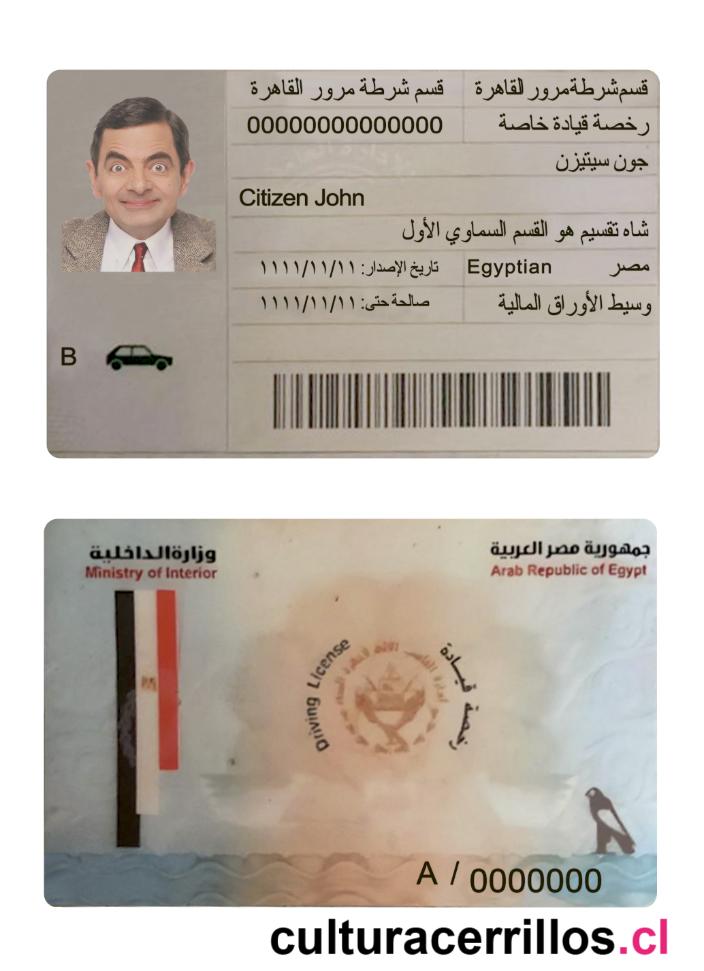 قسم شرطة مرور القاهرة قسم شرطة مرور القاهرة
رخصة قيادة خاصة 00000000000000
جون سيتيزن
Citizen John
شاه تقسيم هو القسم السماوي الأول
مصر Egyptian تاريخ الإصدار: ١١١١/١١/١١
وسيط الأوراق المالية صالحة حتى: ١١١١/١١/١١
B
جمهورية مصر العربية وزارة الداخلية
Arab Republic of Egypt Ministry of Interior
Driving License رخصة قيادة
A / 0000000
culturacerrillos.cl